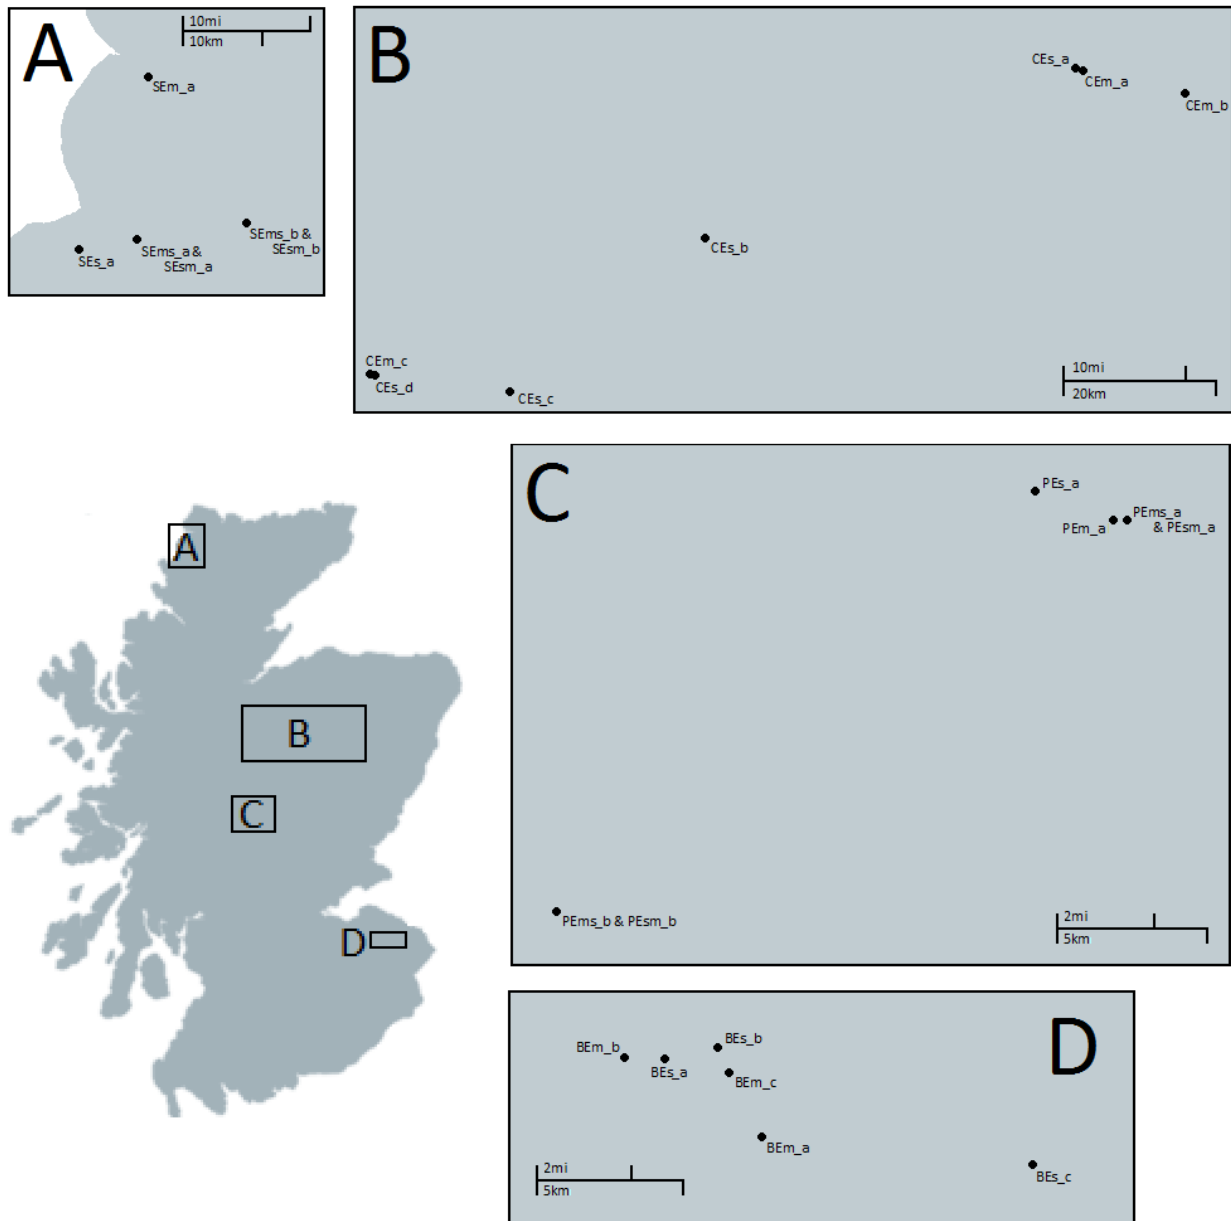 A
10mi
10km
SEm_a
SEms_b &
SEsm_b
SEms_a &
SEsm_a
SEs_a
B
CEs_a
CEm_a
CEm_b
CEs_b
CEm_c
CEs_d
CEs_c
10mi
20km
C
PEs_a
PEms_a
& PEsm_a
PEm_a
PEms_b & PEsm_b
2mi
5km
A
B
C
D
D
BEm_b
BEs_b
BEs_a
BEm_c
BEm_a
BEs_c
2mi
5km